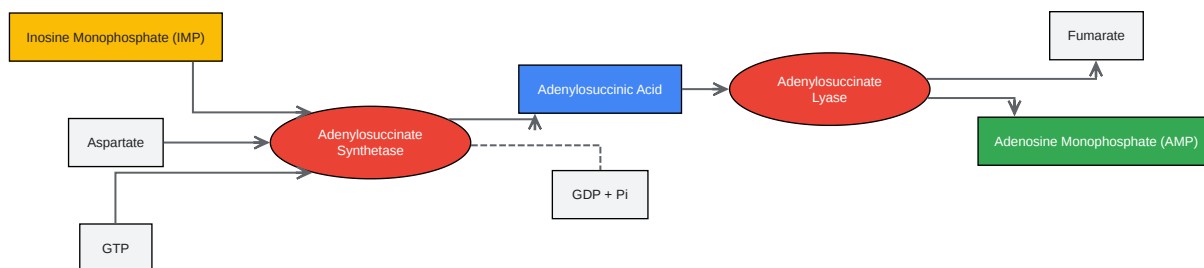 Inosine Monophosphate (IMP)
Fumarate
Adenylosuccinic Acid
Adenylosuccinate
Lyase
Aspartate
Adenylosuccinate
Synthetase
Adenosine Monophosphate (AMP)
GDP + Pi
GTP